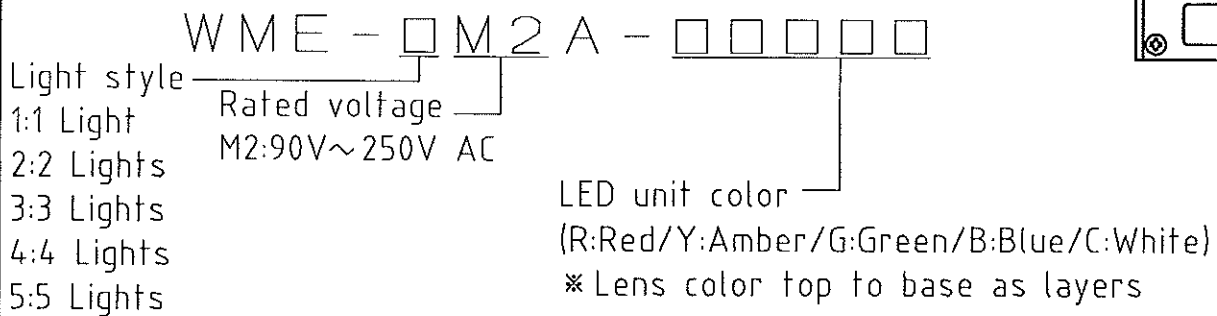 WME-□M2A-□□□□□
Light style
Rated voltage
1:1 Light
M2:90V~250V AC
2:2 Lights
3:3 Lights
4:4 Lights
5:5 Lights
LED unit color
(R:Red/Y:Amber/G:Green/B:Blue/C:White)
※Lens color top to base as layers